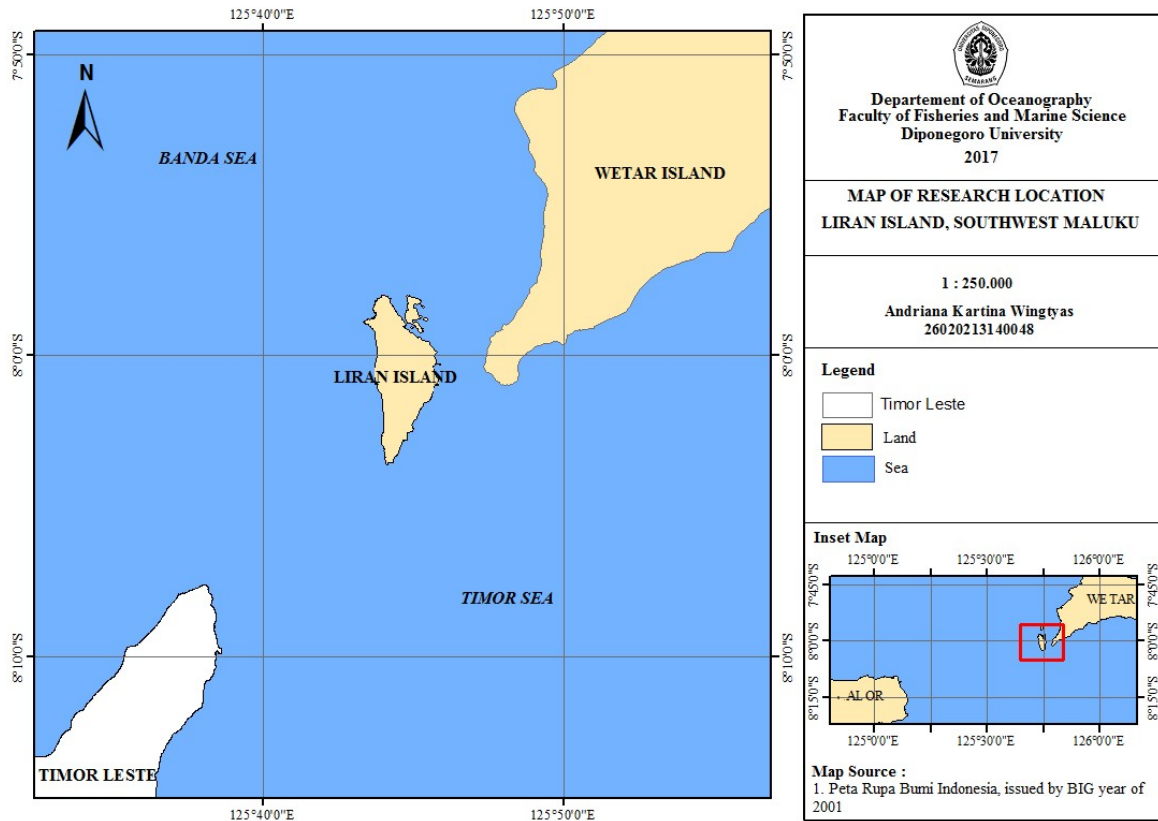 125°40'0"E
125°50'0"E
7°50'0"S
7°50'0"S
N
BANDA SEA
WETAR ISLAND
8°0'0"S
8°0'0"S
LIRAN ISLAND
TIMOR SEA
8°10'0"S
8°10'0"S
TIMOR LESTE
125°40'0"E
125°50'0"E
UNIVERSITAS DIPONEGORO
SEMARANG
Departement of Oceanography
Faculty of Fisheries and Marine Science
Diponegoro University
2017
MAP OF RESEARCH LOCATION
LIRAN ISLAND, SOUTHWEST MALUKU
1 : 250.000
Andriana Kartina Wingtyas
26020213140048
Legend
Timor Leste
Land
Sea
Inset Map
125°0'0"E
125°30'0"E
126°0'0"E
7°45'0"S
7°45'0"S
WETAR
8°0'0"S
8°0'0"S
ALOR
8°15'0"S
8°15'0"S
125°0'0"E
125°30'0"E
126°0'0"E
Map Source :
1. Peta Rupa Bumi Indonesia, issued by BIG year of
2001